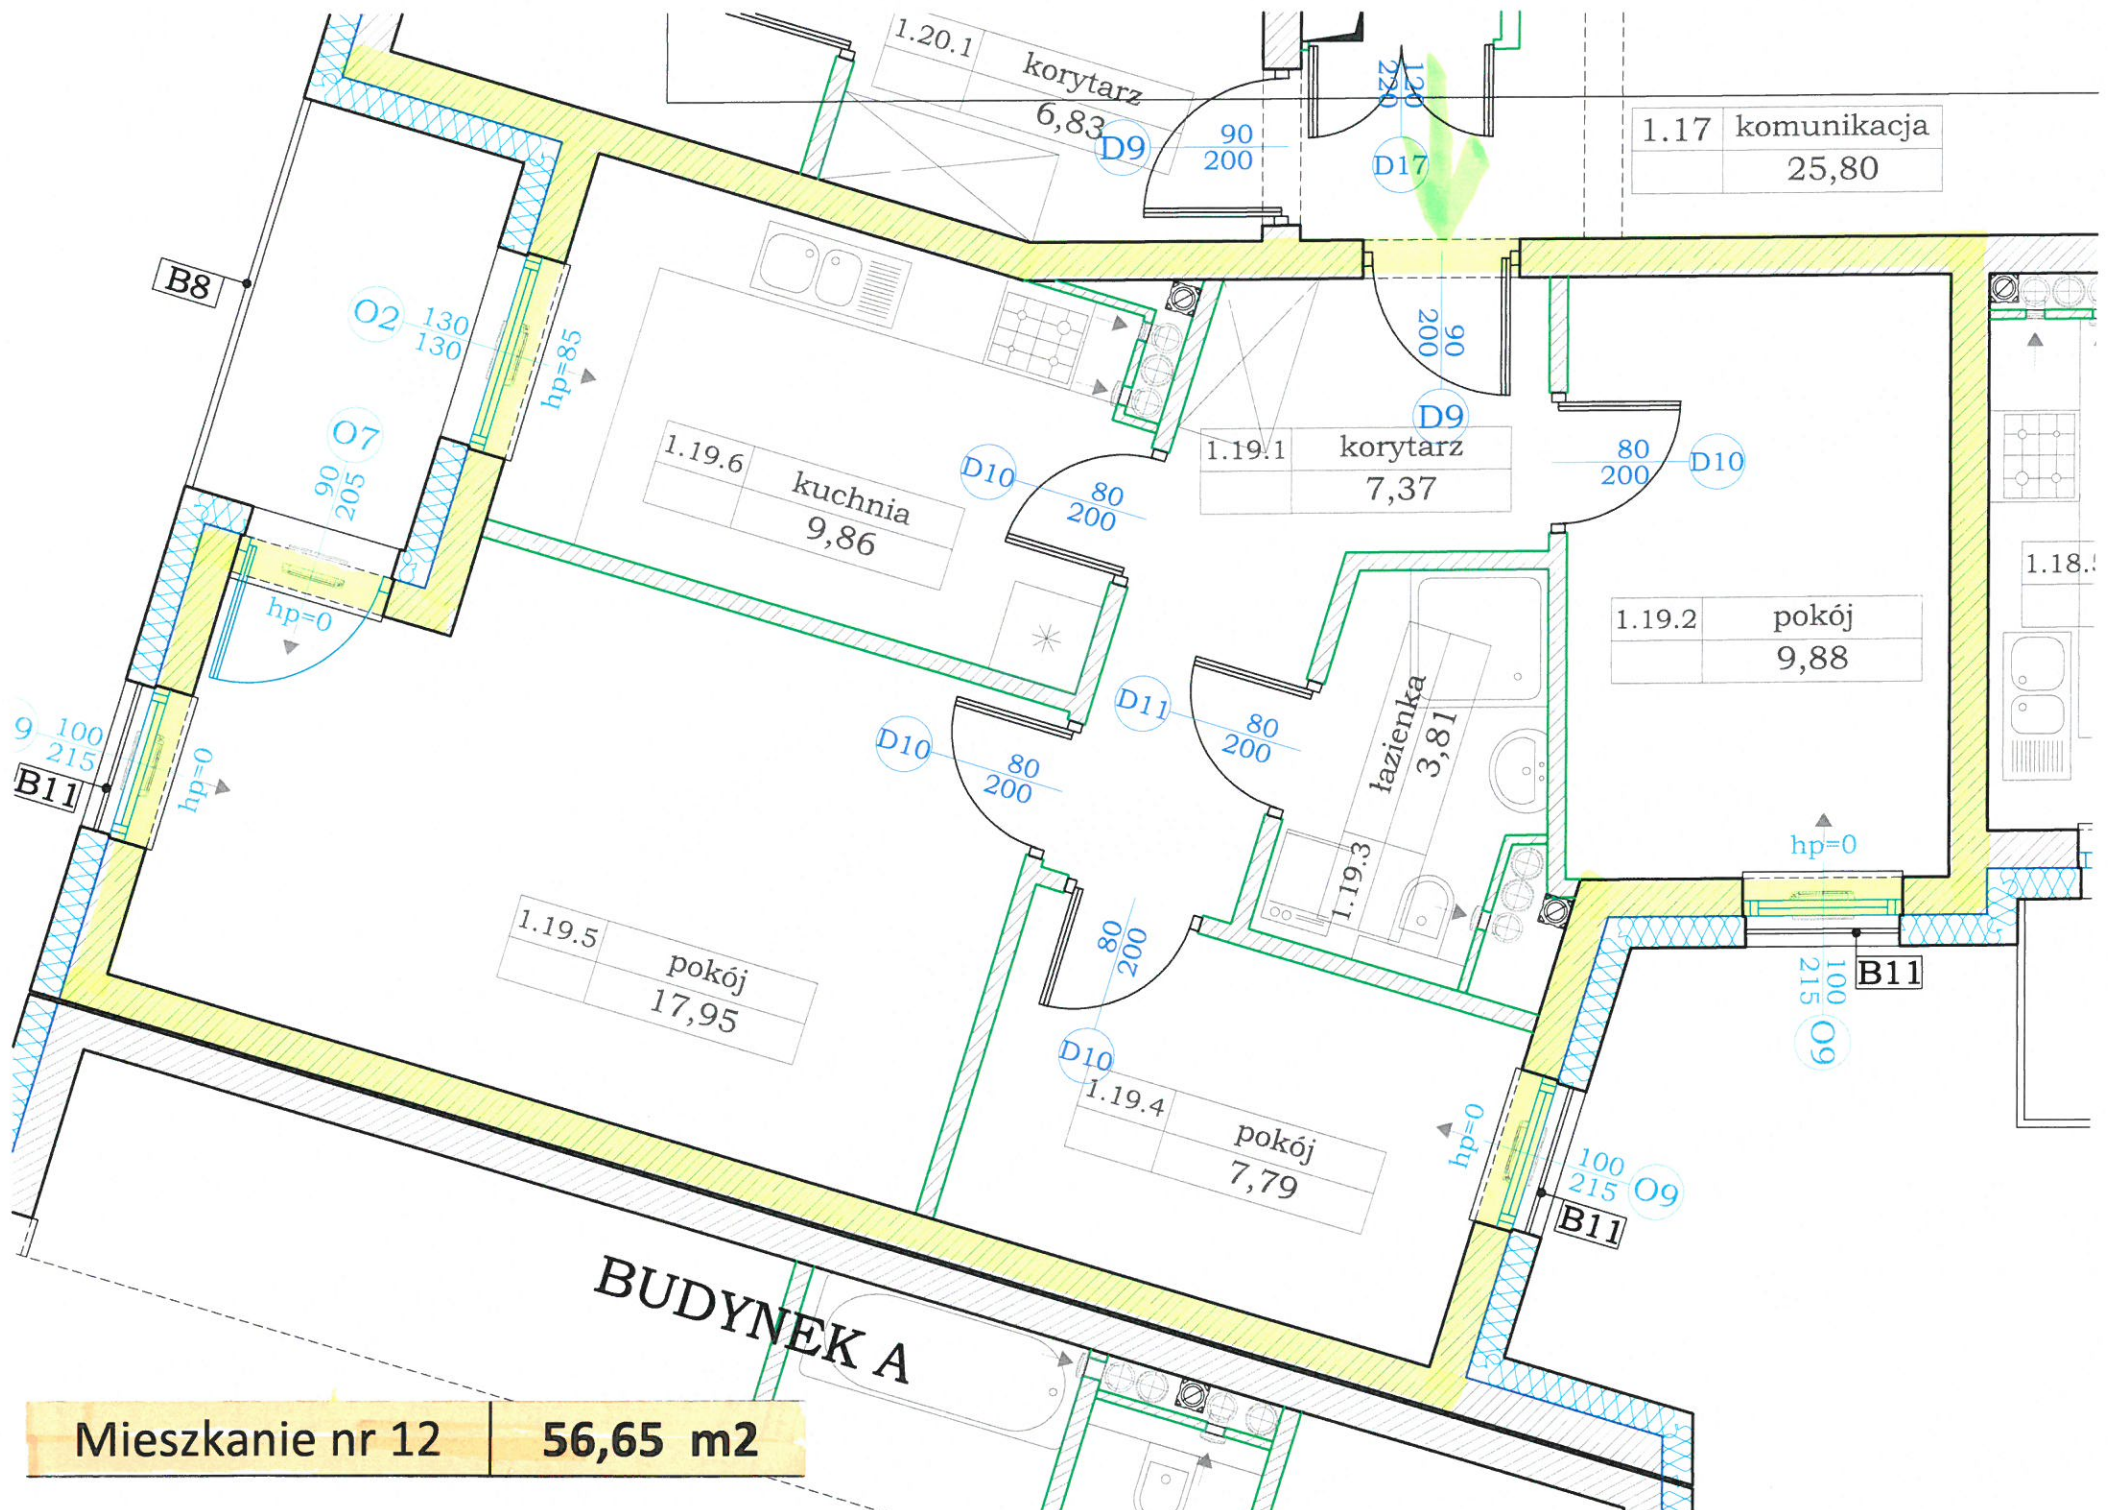 1.20.1 korytarz
6,83
D9 90
200
120
220
D17
1.17 komunikacja
25,80
B8
O2 130
130
hp=85
O7
90
205
hp=0
1.19.6 kuchnia
9,86
D10 80
200
90
200
D9
1.19.1 korytarz
7,37
80
200 D10
1.18.
1.19.2 pokój
9,88
9 100
215
B11
hp=0
D10 80
200
D11 80
200
łazienka
3,81
1.19.3
hp=0
B11
100
215
O9
1.19.5 pokój
17,95
80
200
D10
1.19.4 pokój
7,79
hp=0
100
215 O9
B11
BUDYNEK A
Mieszkanie nr 12 56,65 m2